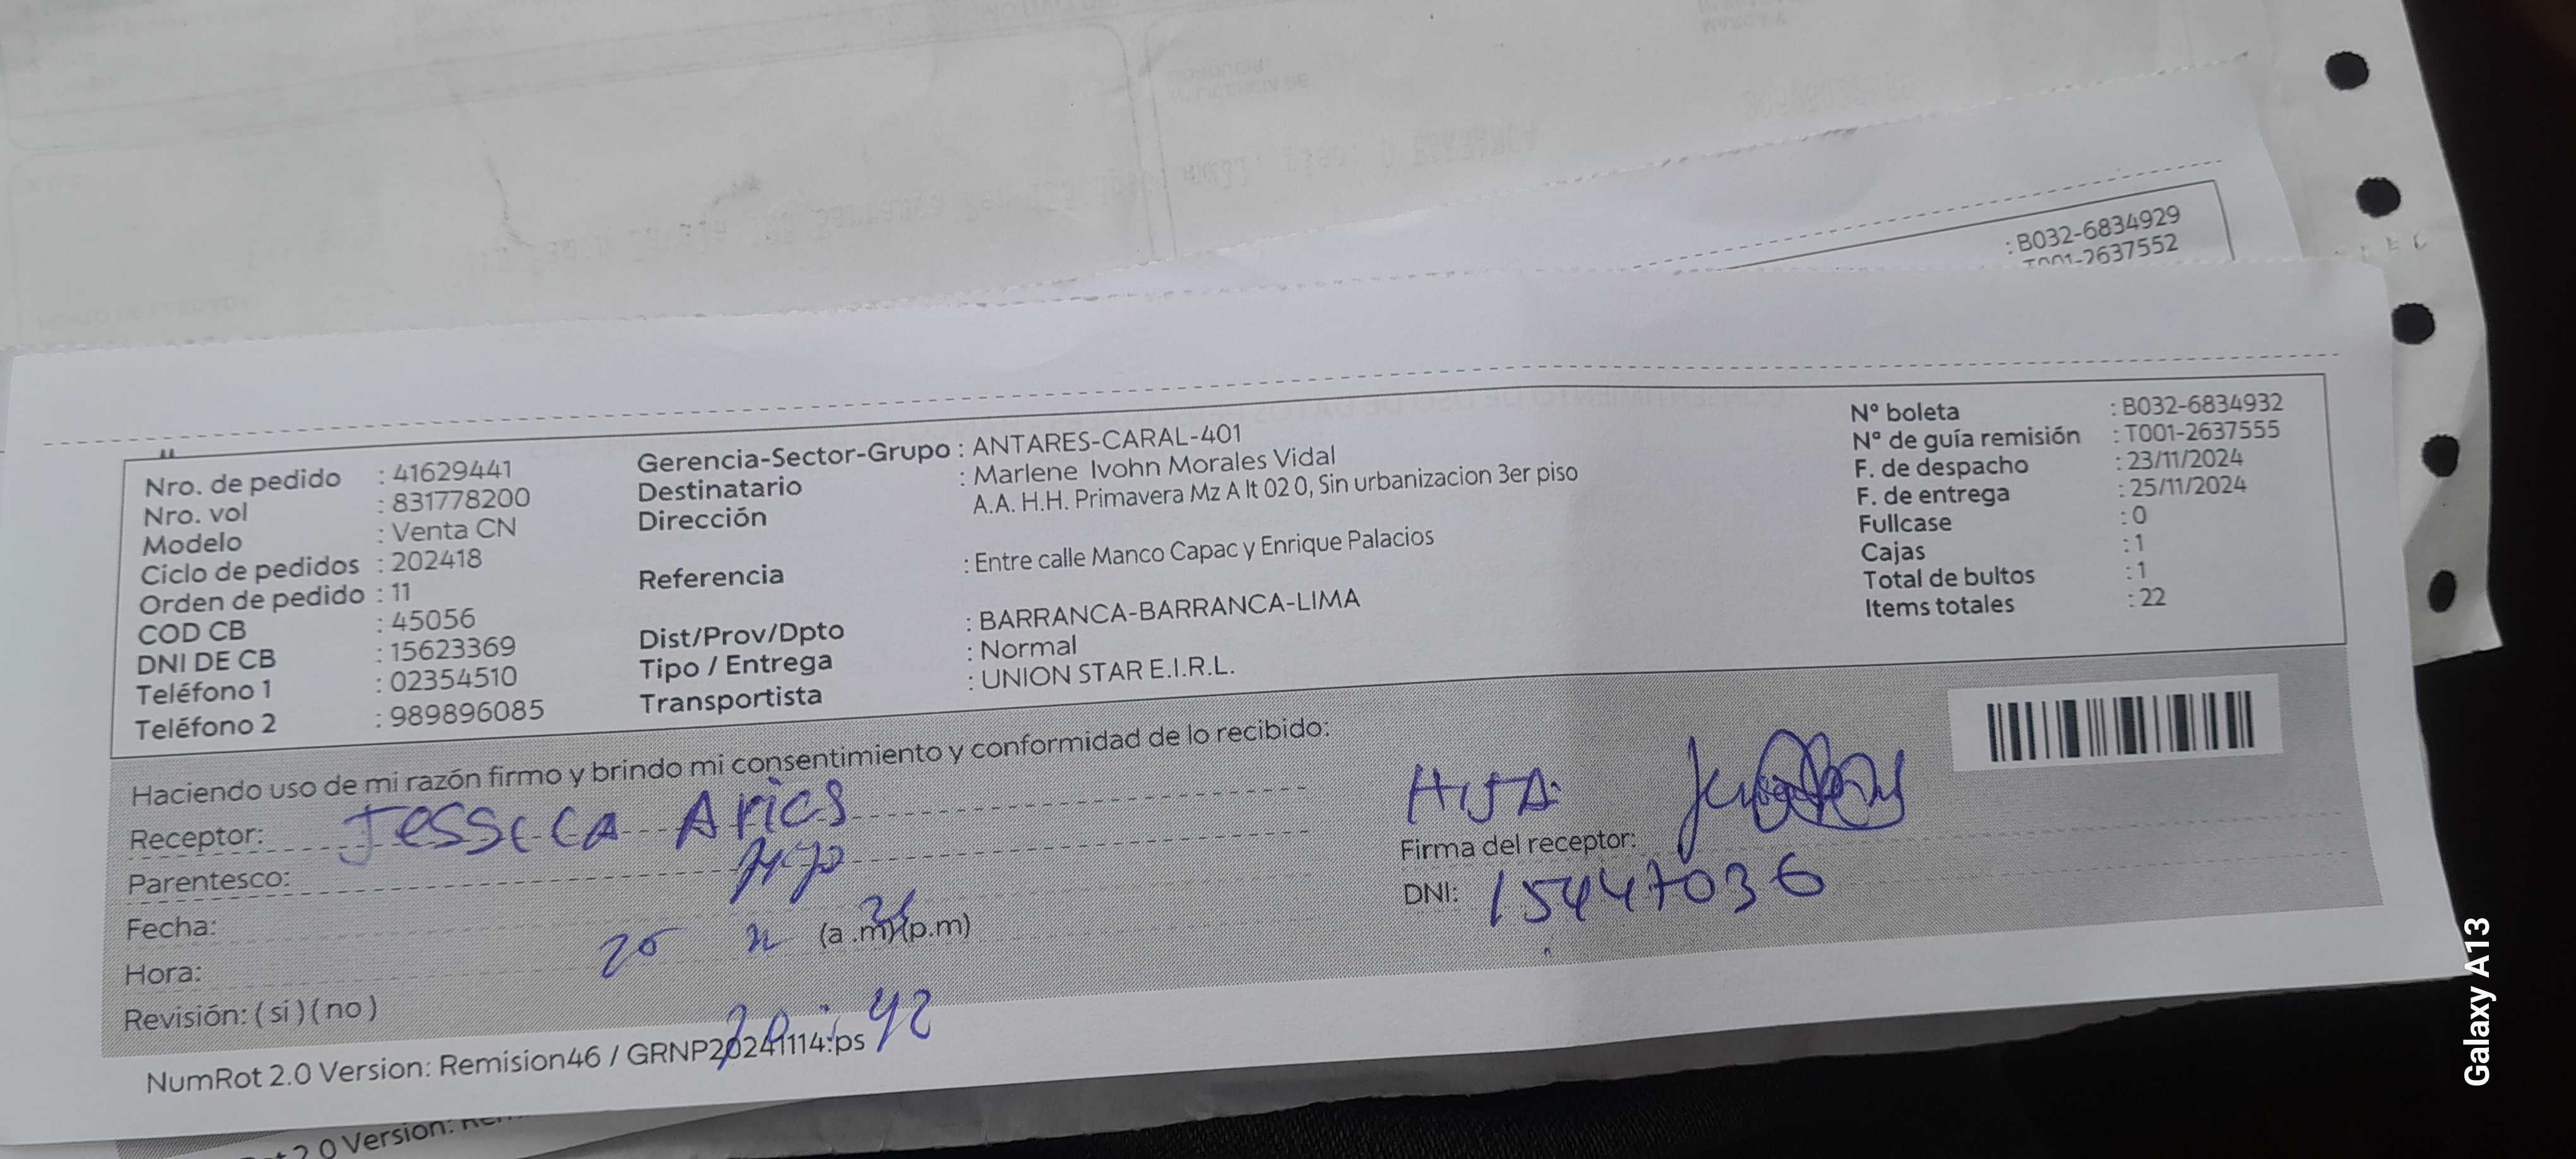 : B032-6834929
T001-2637552
Nro. de pedido : 41629441
Nro. vol : 831778200
Modelo : Venta CN
Ciclo de pedidos : 202418
Orden de pedido : 11
COD CB : 45056
DNI DE CB : 15623369
Teléfono 1 : 02354510
Teléfono 2 : 989896085
Gerencia-Sector-Grupo : ANTARES-CARAL-401
Destinatario : Marlene Ivohn Morales Vidal
Dirección A.A. H.H. Primavera Mz A lt 02 0, Sin urbanizacion 3er piso
Referencia : Entre calle Manco Capac y Enrique Palacios
Dist/Prov/Dpto : BARRANCA-BARRANCA-LIMA
Tipo / Entrega : Normal
Transportista : UNION STAR E.I.R.L.
N° boleta : B032-6834932
N° de guía remisión : T001-2637555
F. de despacho : 23/11/2024
F. de entrega : 25/11/2024
Fullcase : 0
Cajas : 1
Total de bultos : 1
Items totales : 22
Haciendo uso de mi razón firmo y brindo mi consentimiento y conformidad de lo recibido:
Receptor: Jessica Arias
Parentesco:
Fecha:
Hora: (a .m)(p.m)
Revisión: ( si ) ( no )
HIJA
Firma del receptor:
DNI: 15447036
NumRot 2.0 Version: Remision46 / GRNP20241114.ps
2.0 Version:
Galaxy A13